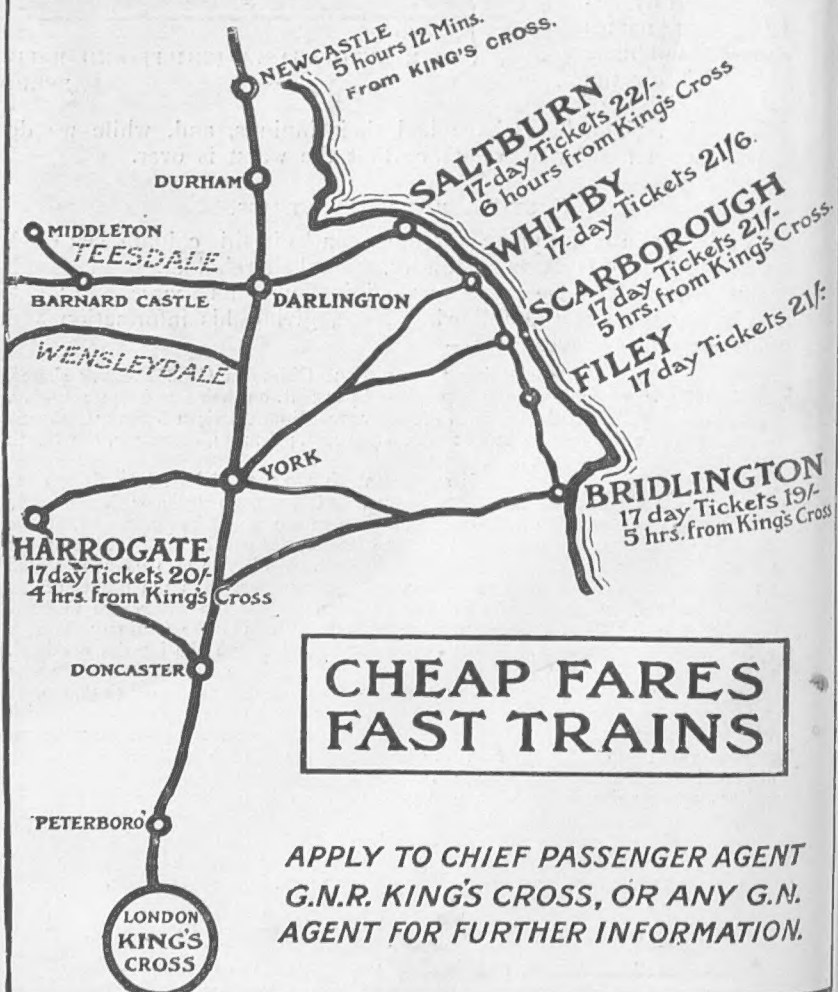 NEWCASTLE
5 hours 12 Mins.
From KING'S CROSS.
DURHAM
SALTBURN
17-day Tickets 22/-
6 hours from King's Cross
MIDDLETON
TEESDALE
WHITBY
17-day Tickets 21/6.
BARNARD CASTLE
DARLINGTON
SCARBOROUGH
17 day Tickets 21/-
5 hrs. from King's Cross.
WENSLEYDALE
FILEY
17 day Tickets 21/-
YORK
BRIDLINGTON
17 day Tickets 19/-
5 hrs. from King's Cross
HARROGATE
17 day Tickets 20/-
4 hrs. from King's Cross
DONCASTER
CHEAP FARES
FAST TRAINS
PETERBORO'
APPLY TO CHIEF PASSENGER AGENT
G.N.R. KING'S CROSS, OR ANY G.N.
AGENT FOR FURTHER INFORMATION.
LONDON
KING'S
CROSS